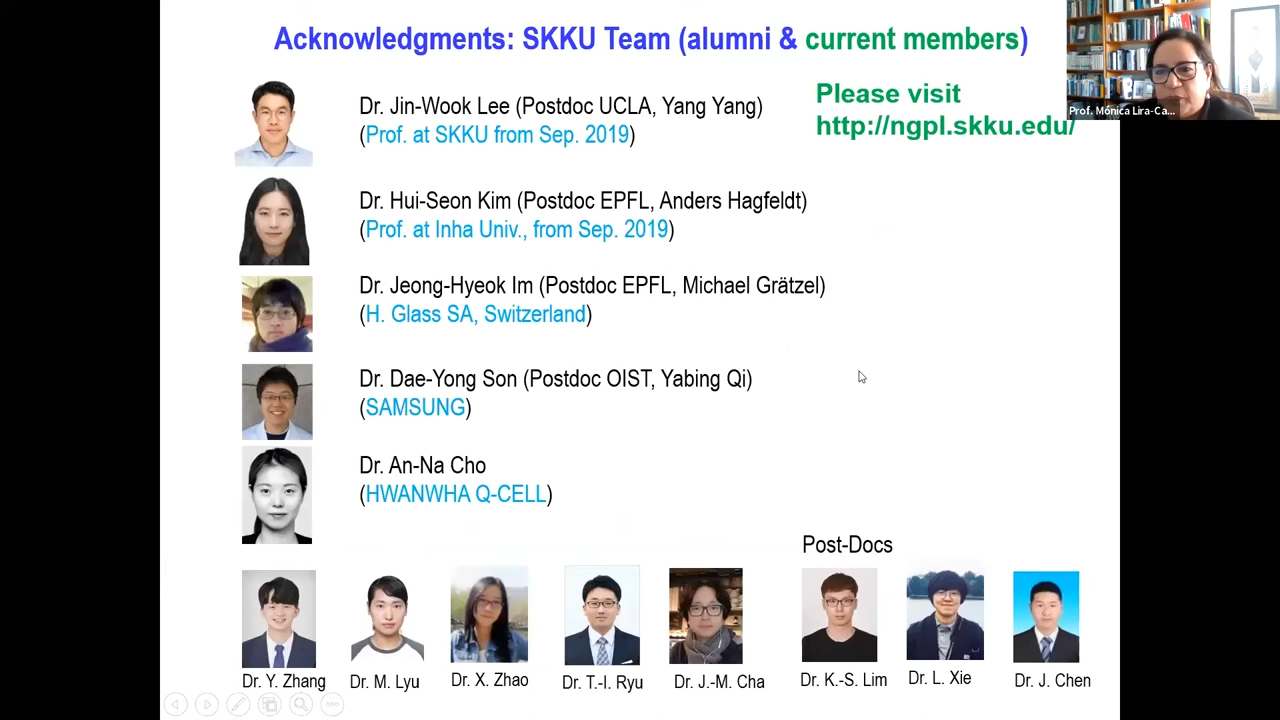 Acknowledgments: SKKU Team (alumni & current members)
Please visit
http://ngpl.skku.edu/
Prof. Mónica Lira-Ca...
Dr. Jin-Wook Lee (Postdoc UCLA, Yang Yang)
(Prof. at SKKU from Sep. 2019)
Dr. Hui-Seon Kim (Postdoc EPFL, Anders Hagfeldt)
(Prof. at Inha Univ., from Sep. 2019)
Dr. Jeong-Hyeok Im (Postdoc EPFL, Michael Grätzel)
(H. Glass SA, Switzerland)
Dr. Dae-Yong Son (Postdoc OIST, Yabing Qi)
(SAMSUNG)
Dr. An-Na Cho
(HWANWHA Q-CELL)
Post-Docs
Dr. Y. Zhang
Dr. M. Lyu
Dr. X. Zhao
Dr. T.-I. Ryu
Dr. J.-M. Cha
Dr. K.-S. Lim
Dr. L. Xie
Dr. J. Chen